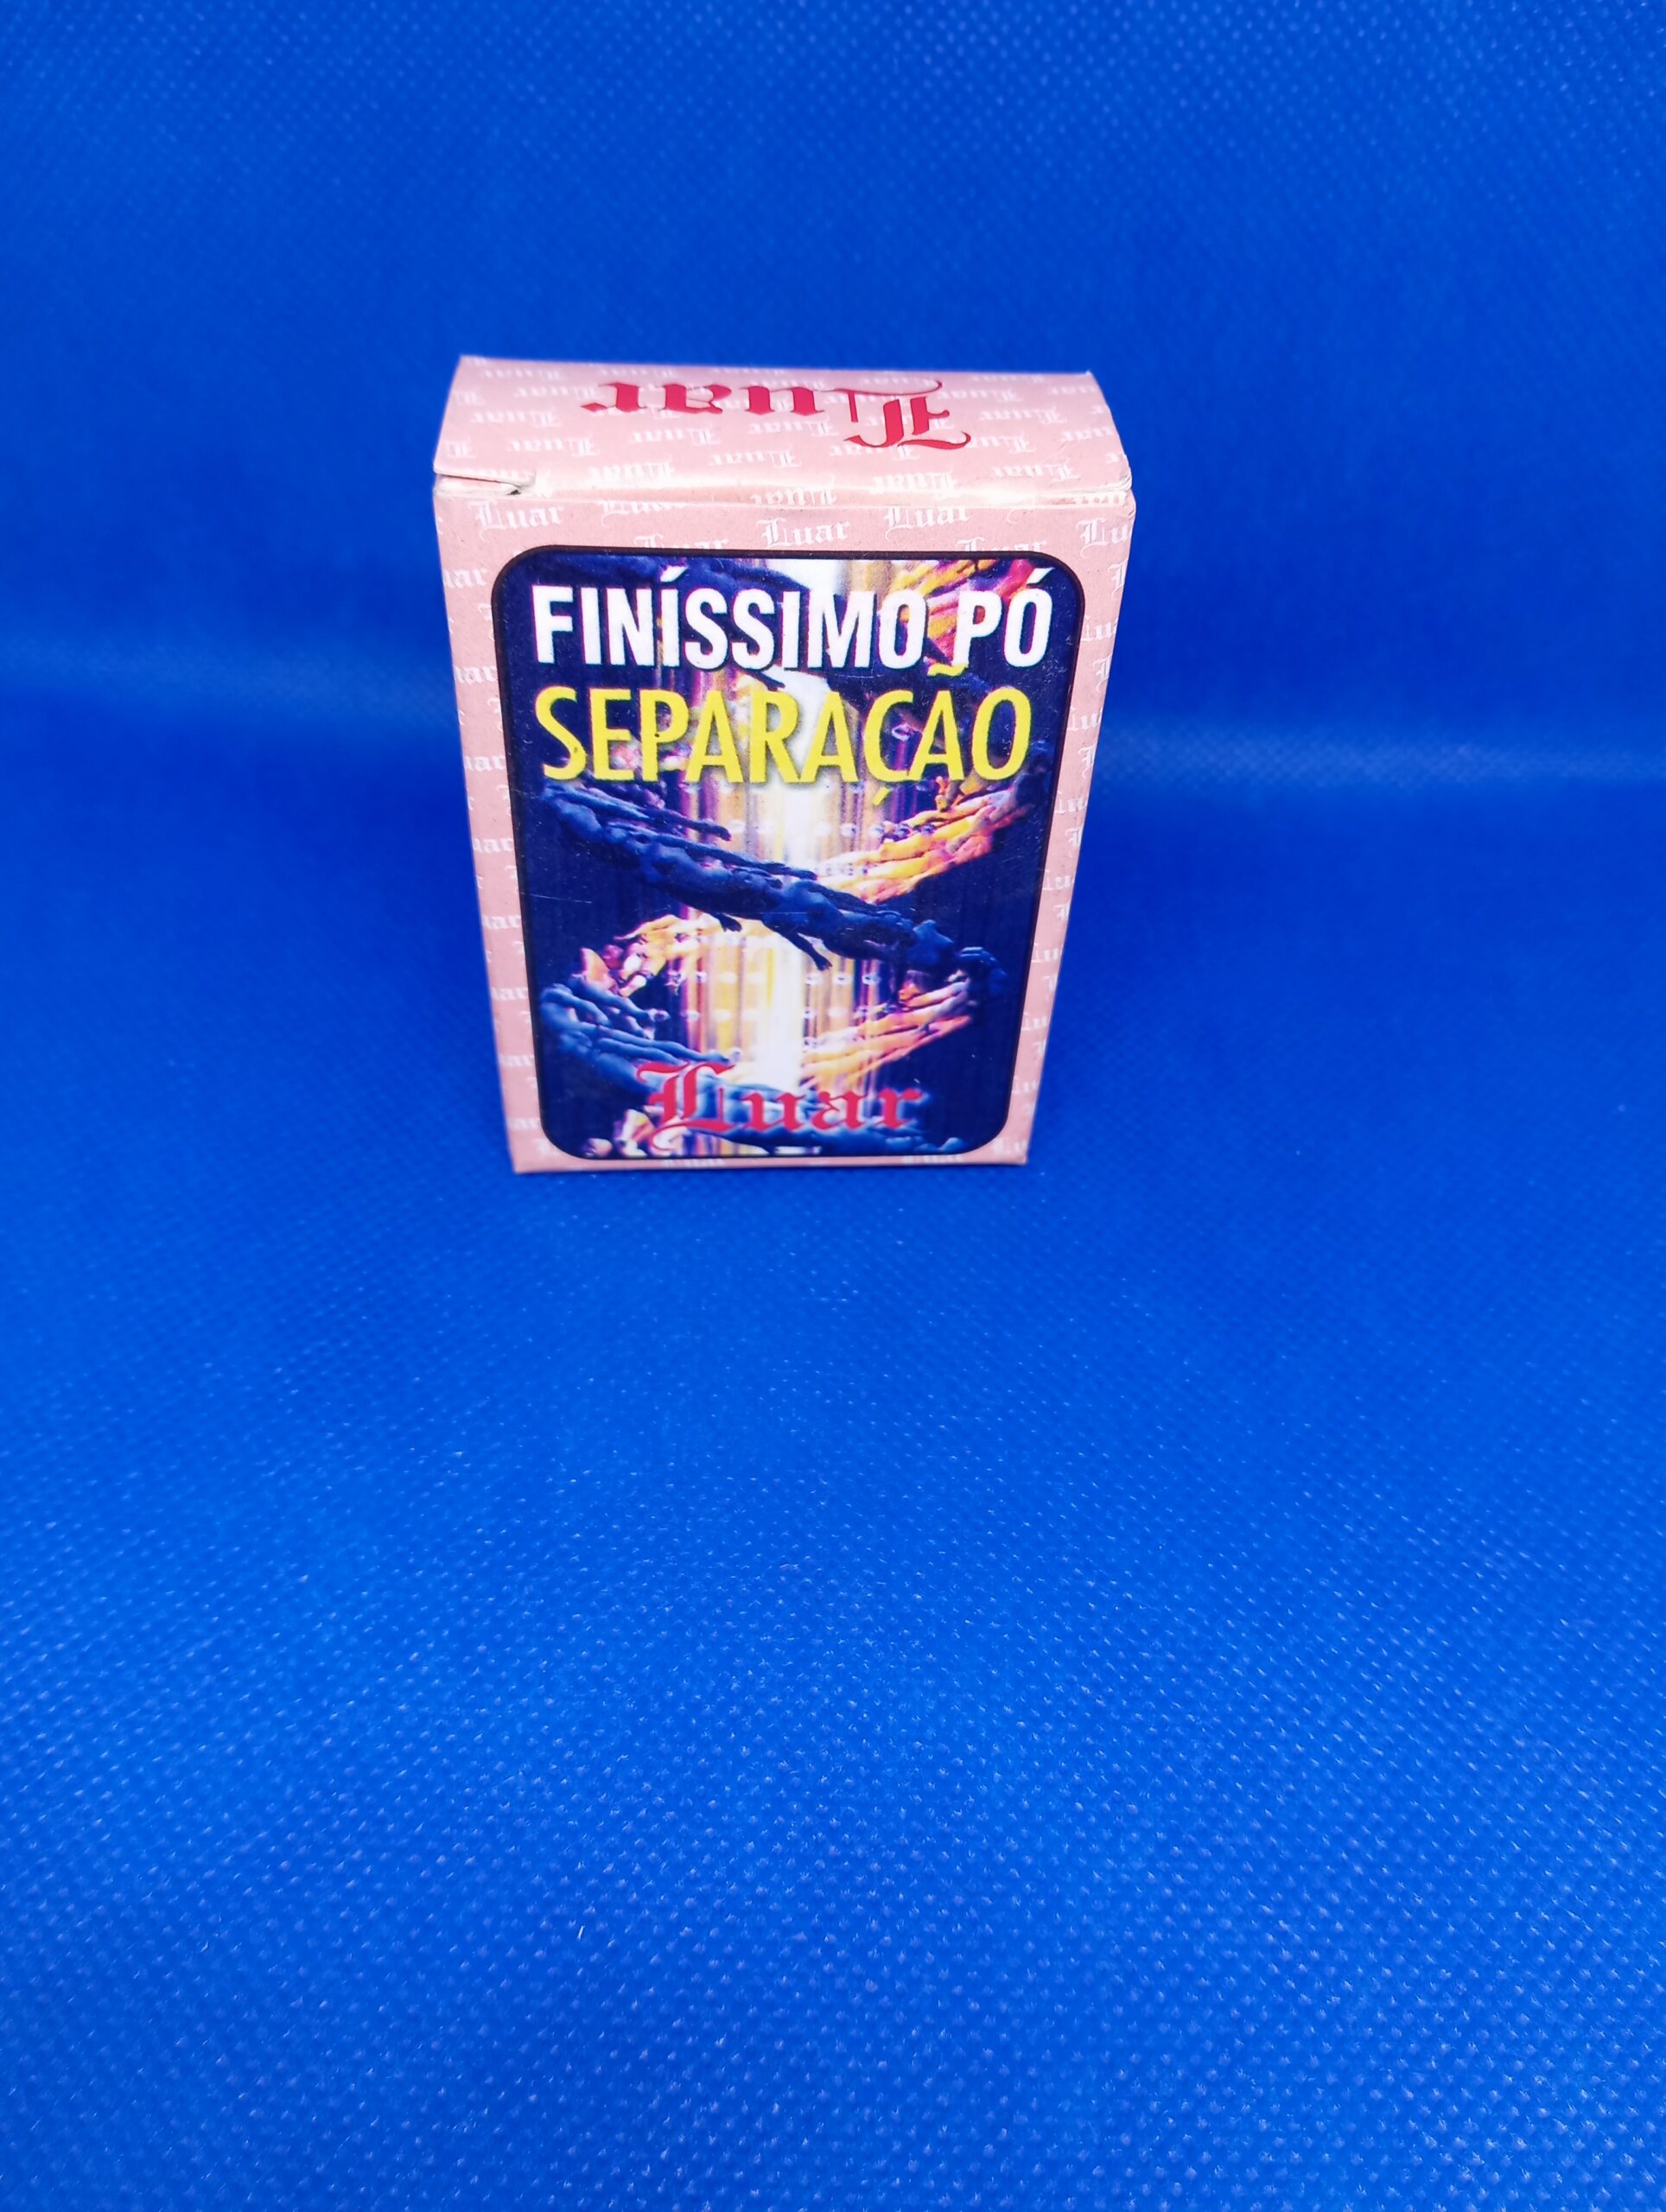 Luar
FINÍSSIMO PÓ
SEPARAÇÃO
Luar